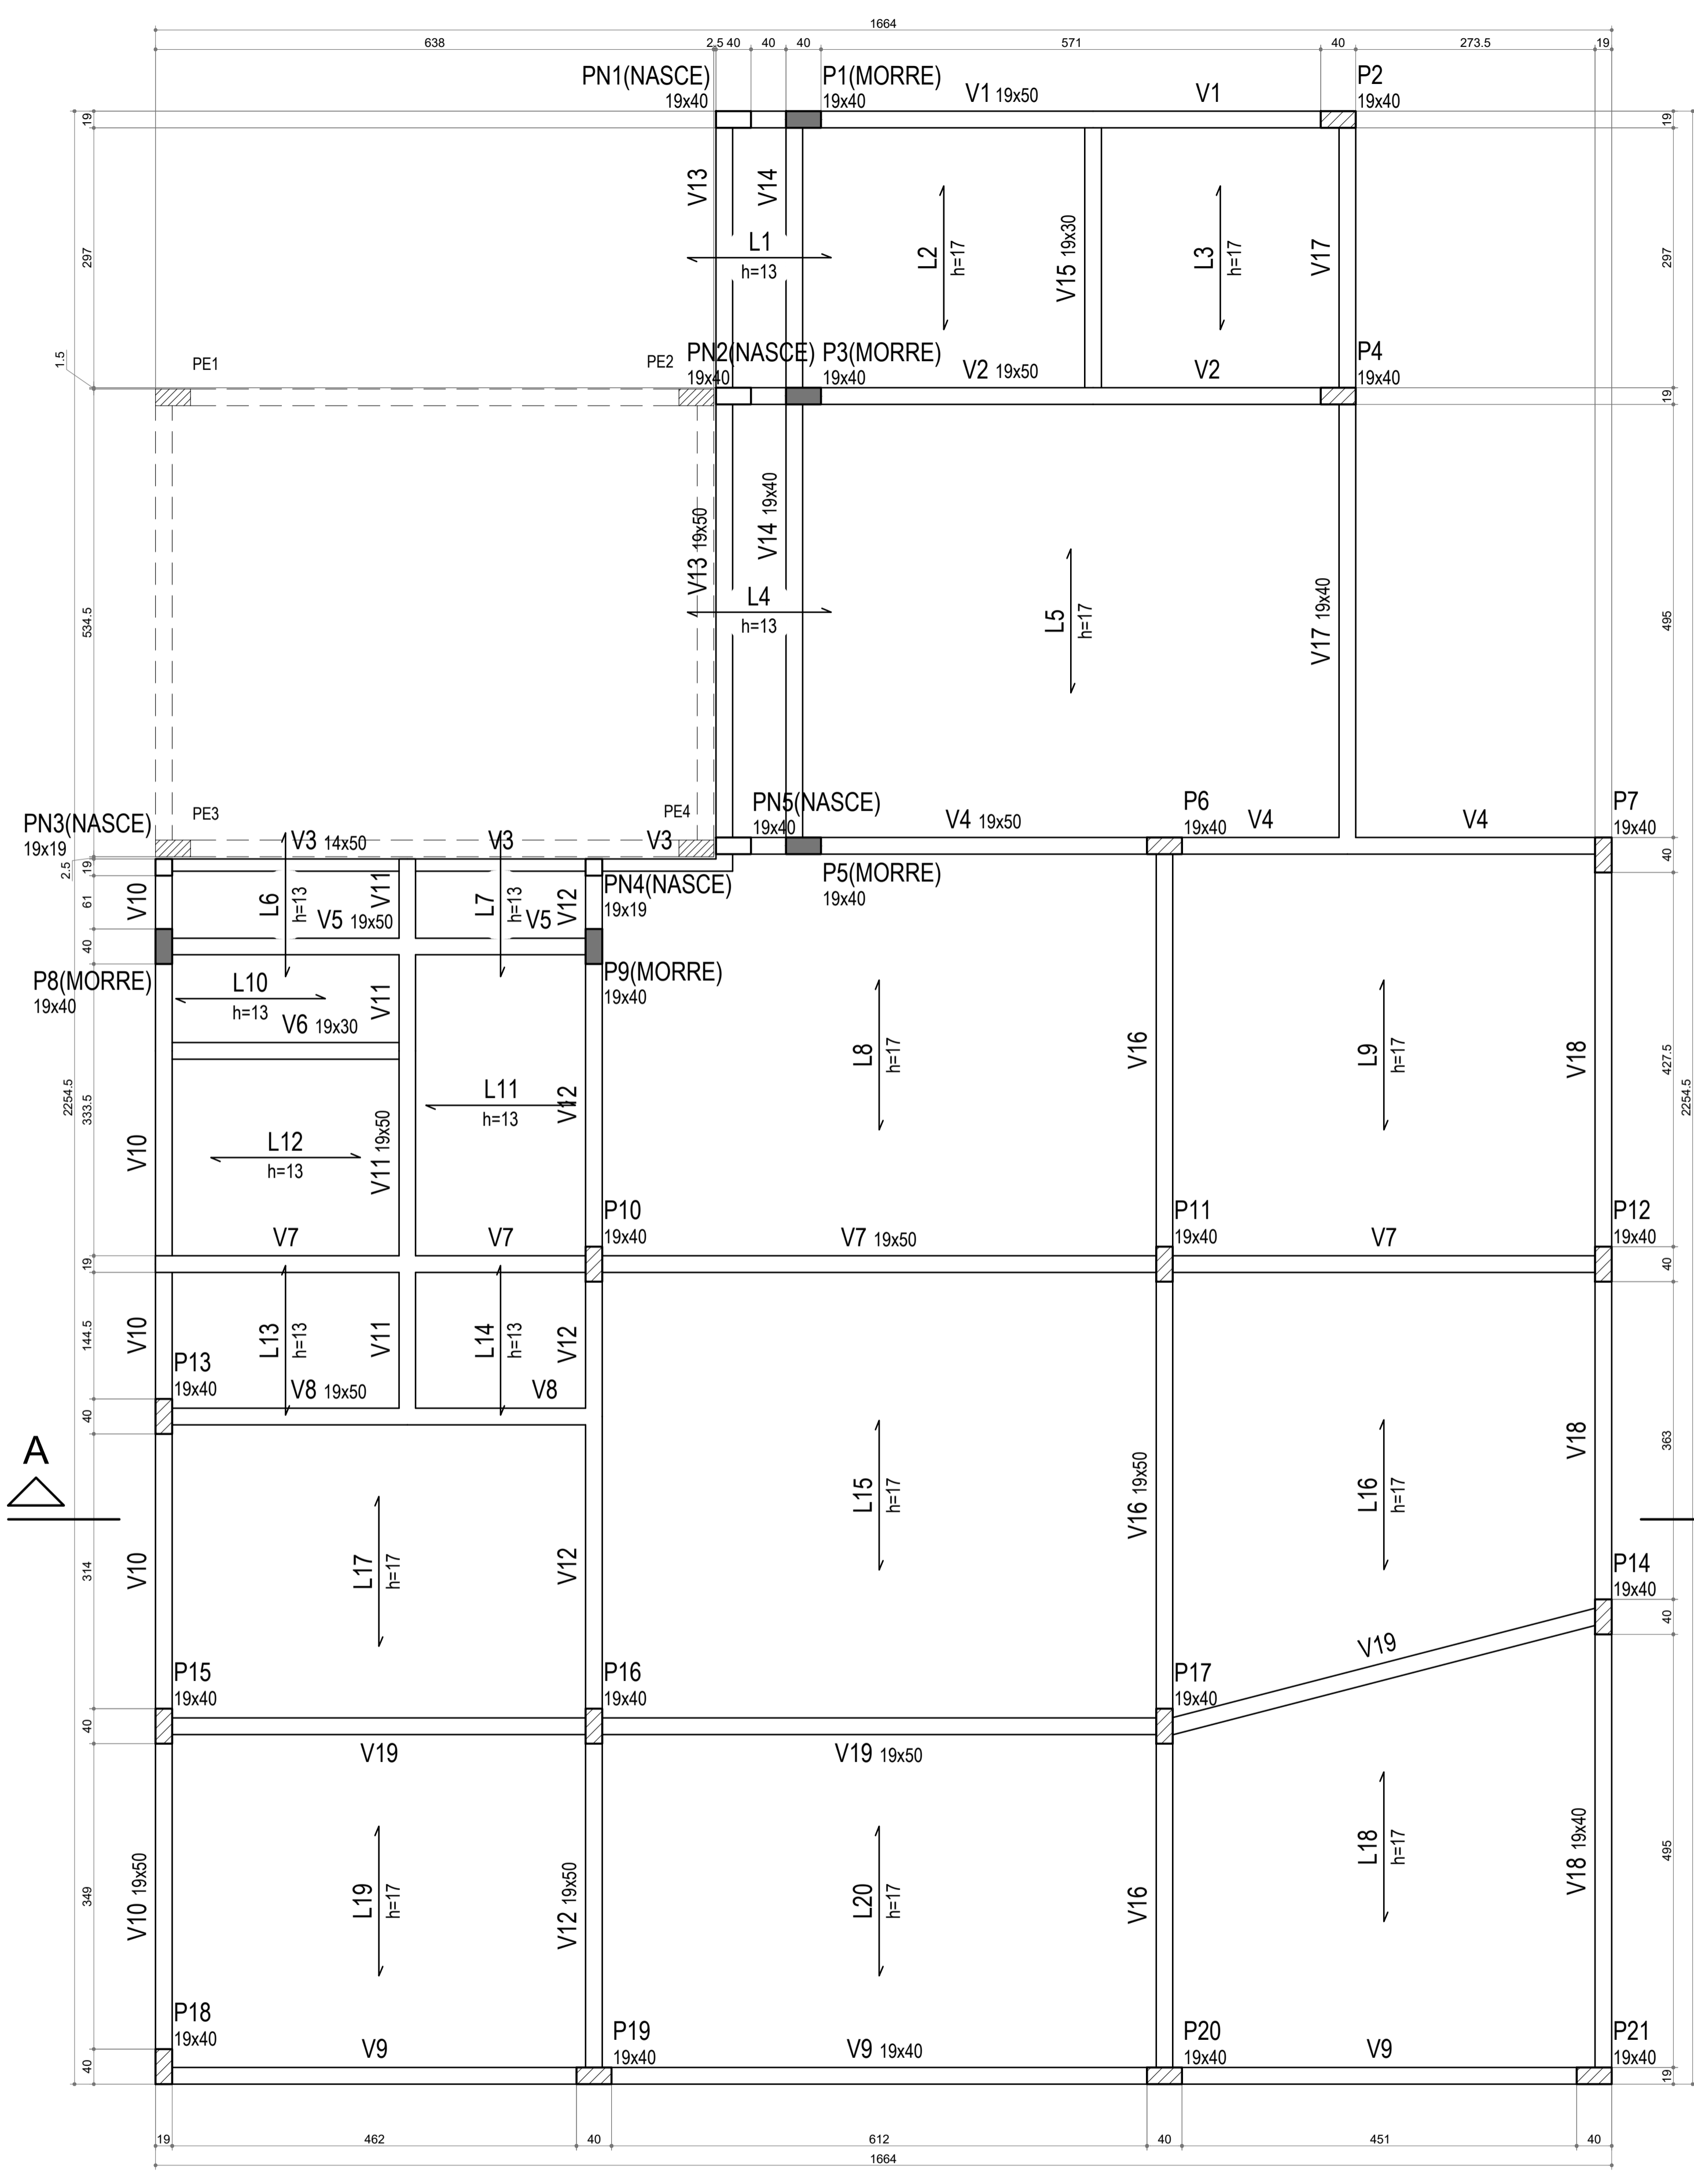 1664
638
2.5
40
40
40
571
40
273.5
19
PN1(NASCE)
19x40
P1(MORRE)
19x40
V1 19x50
V1
P2
19x40
19
19
V13
V14
L1
h=13
L2
h=17
V15 19x30
L3
h=17
V17
297
297
1.5
PE1
PE2
PN2(NASCE)
19x40
P3(MORRE)
19x40
V2 19x50
V2
P4
19x40
19
V13 19x50
V14 19x40
L4
h=13
L5
h=17
V17 19x40
534.5
495
PE3
PE4
PN3(NASCE)
19x19
V3 14x50
V3
V3
PN5(NASCE)
19x40
V4 19x50
P6
19x40
V4
V4
P7
19x40
2.5
19
40
V10
61
L6
h=13
V11
V5 19x50
L7
h=13
V5
V12
PN4(NASCE)
19x19
P5(MORRE)
19x40
40
P8(MORRE)
19x40
L10
h=13
V11
V6 19x30
P9(MORRE)
19x40
L8
h=17
V16
L9
h=17
V18
427.5
2254.5
2254.5
333.5
V10
L12
h=13
V11 19x50
L11
h=13
V12
V7
V7
P10
19x40
V7 19x50
P11
19x40
V7
P12
19x40
19
40
144.5
V10
L13
h=13
V11
L14
h=13
V12
P13
19x40
V8 19x50
V8
40
A
V10
314
L17
h=17
V12
L15
h=17
V16 19x50
L16
h=17
V18
363
P14
19x40
40
V19
P15
19x40
P16
19x40
P17
19x40
40
V19
V19 19x50
V10 19x50
349
L19
h=17
V12 19x50
L20
h=17
V16
L18
h=17
V18 19x40
495
P18
19x40
V9
P19
19x40
V9 19x40
P20
19x40
V9
P21
19x40
40
19
19
462
40
612
40
451
40
1664